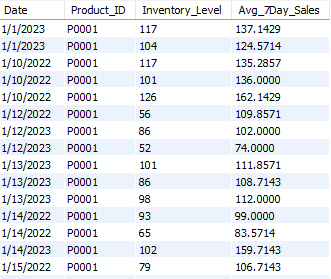 Date Product_ID Inventory_Level Avg_7Day_Sales
1/1/2023 P0001 117 137.1429
1/1/2023 P0001 104 124.5714
1/10/2022 P0001 117 135.2857
1/10/2022 P0001 101 136.0000
1/10/2022 P0001 126 162.1429
1/12/2022 P0001 56 109.8571
1/12/2022 P0001 86 102.0000
1/12/2023 P0001 52 74.0000
1/13/2022 P0001 101 111.8571
1/13/2023 P0001 86 108.7143
1/13/2023 P0001 98 112.0000
1/14/2022 P0001 93 99.0000
1/14/2022 P0001 65 83.5714
1/14/2023 P0001 102 159.7143
1/15/2022 P0001 79 106.7143